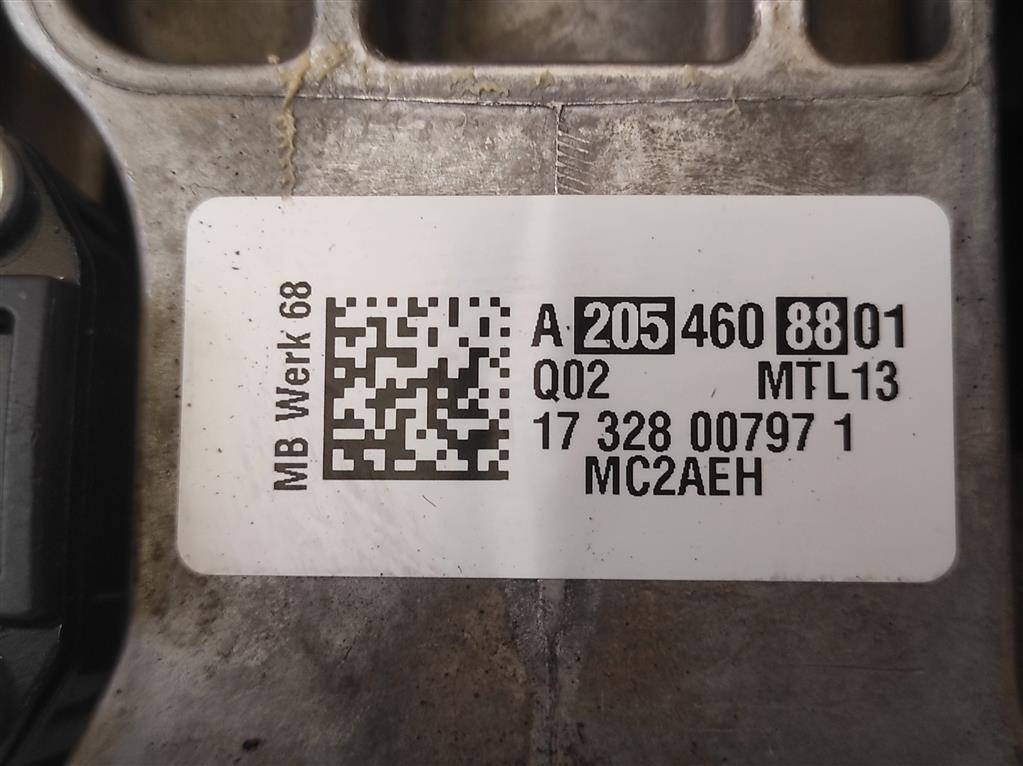 MB Werk 68
A 205 460 88 01
Q02 MTL13
17 328 00797 1
MC2AEH